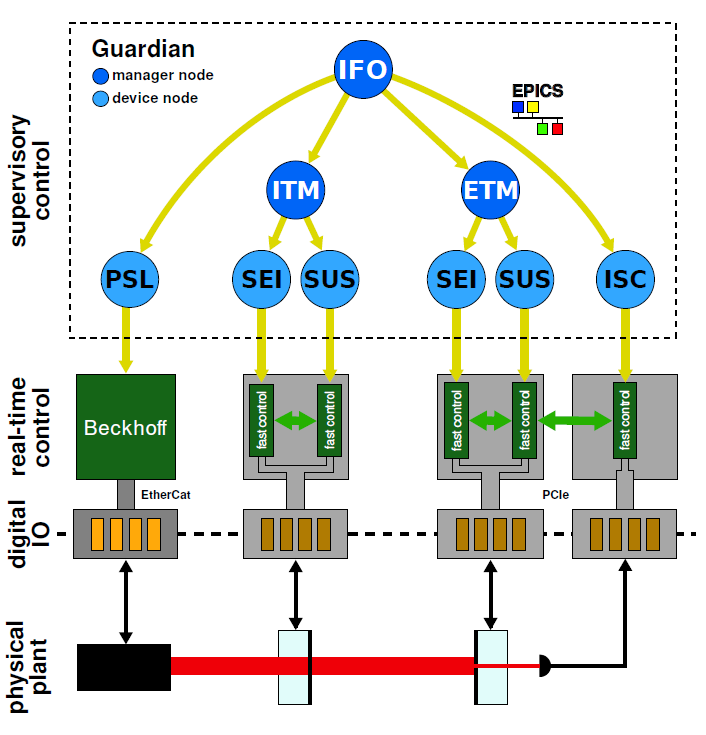 Guardian
manager node
device node
IFO
EPICS
ITM
ETM
PSL
SEI
SUS
SEI
SUS
ISC
supervisory
control
real-time
control
Beckhoff
fast control
fast control
fast control
fast control
fast control
EtherCat
PCIe
digital
IO
physical
plant